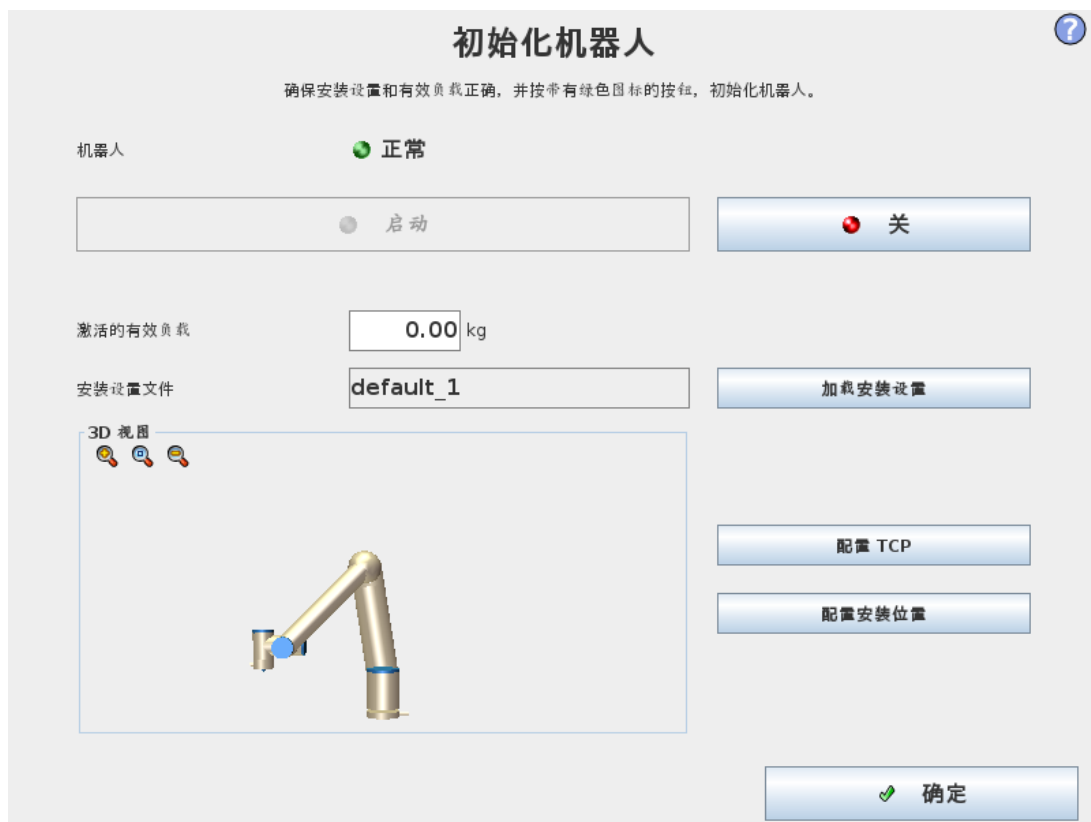 初始化机器人
?
确保安装设置和有效负载正确，并按带有绿色图标的按钮，初始化机器人。
机器人 正常
启动 关
激活的有效负载 0.00 kg
安装设置文件 default_1 加载安装设置
3D 视图
配置 TCP
配置安装位置
确定